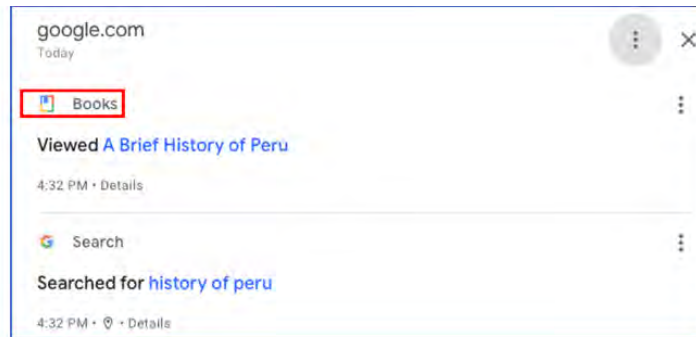 google.com
Today
Books
Viewed A Brief History of Peru
4:32 PM • Details
Search
Searched for history of peru
4:32 PM • • Details